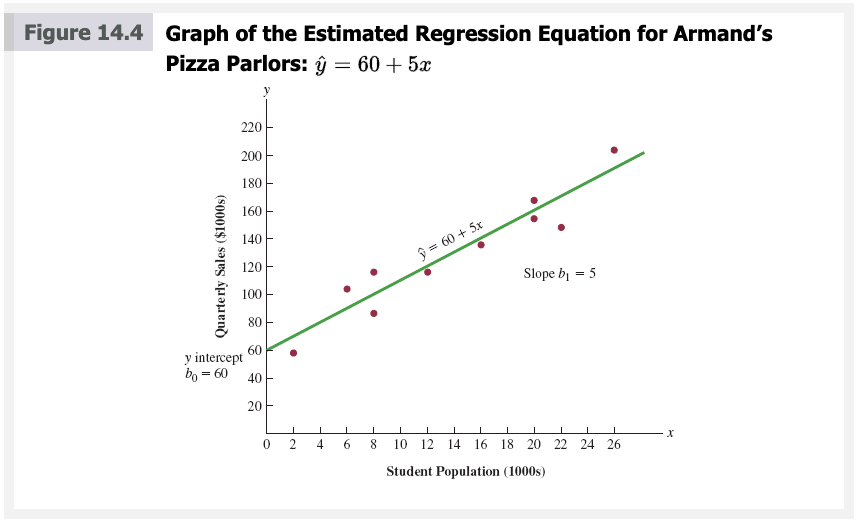 Figure 14.4 Graph of the Estimated Regression Equation for Armand's
Pizza Parlors: ŷ = 60 + 5x
y
220
200
180
160
140
120
100
80
60
40
20
Quarterly Sales ($1000s)
ŷ = 60 + 5x
Slope b₁ = 5
y intercept
b₀ = 60
0 2 4 6 8 10 12 14 16 18 20 22 24 26
x
Student Population (1000s)